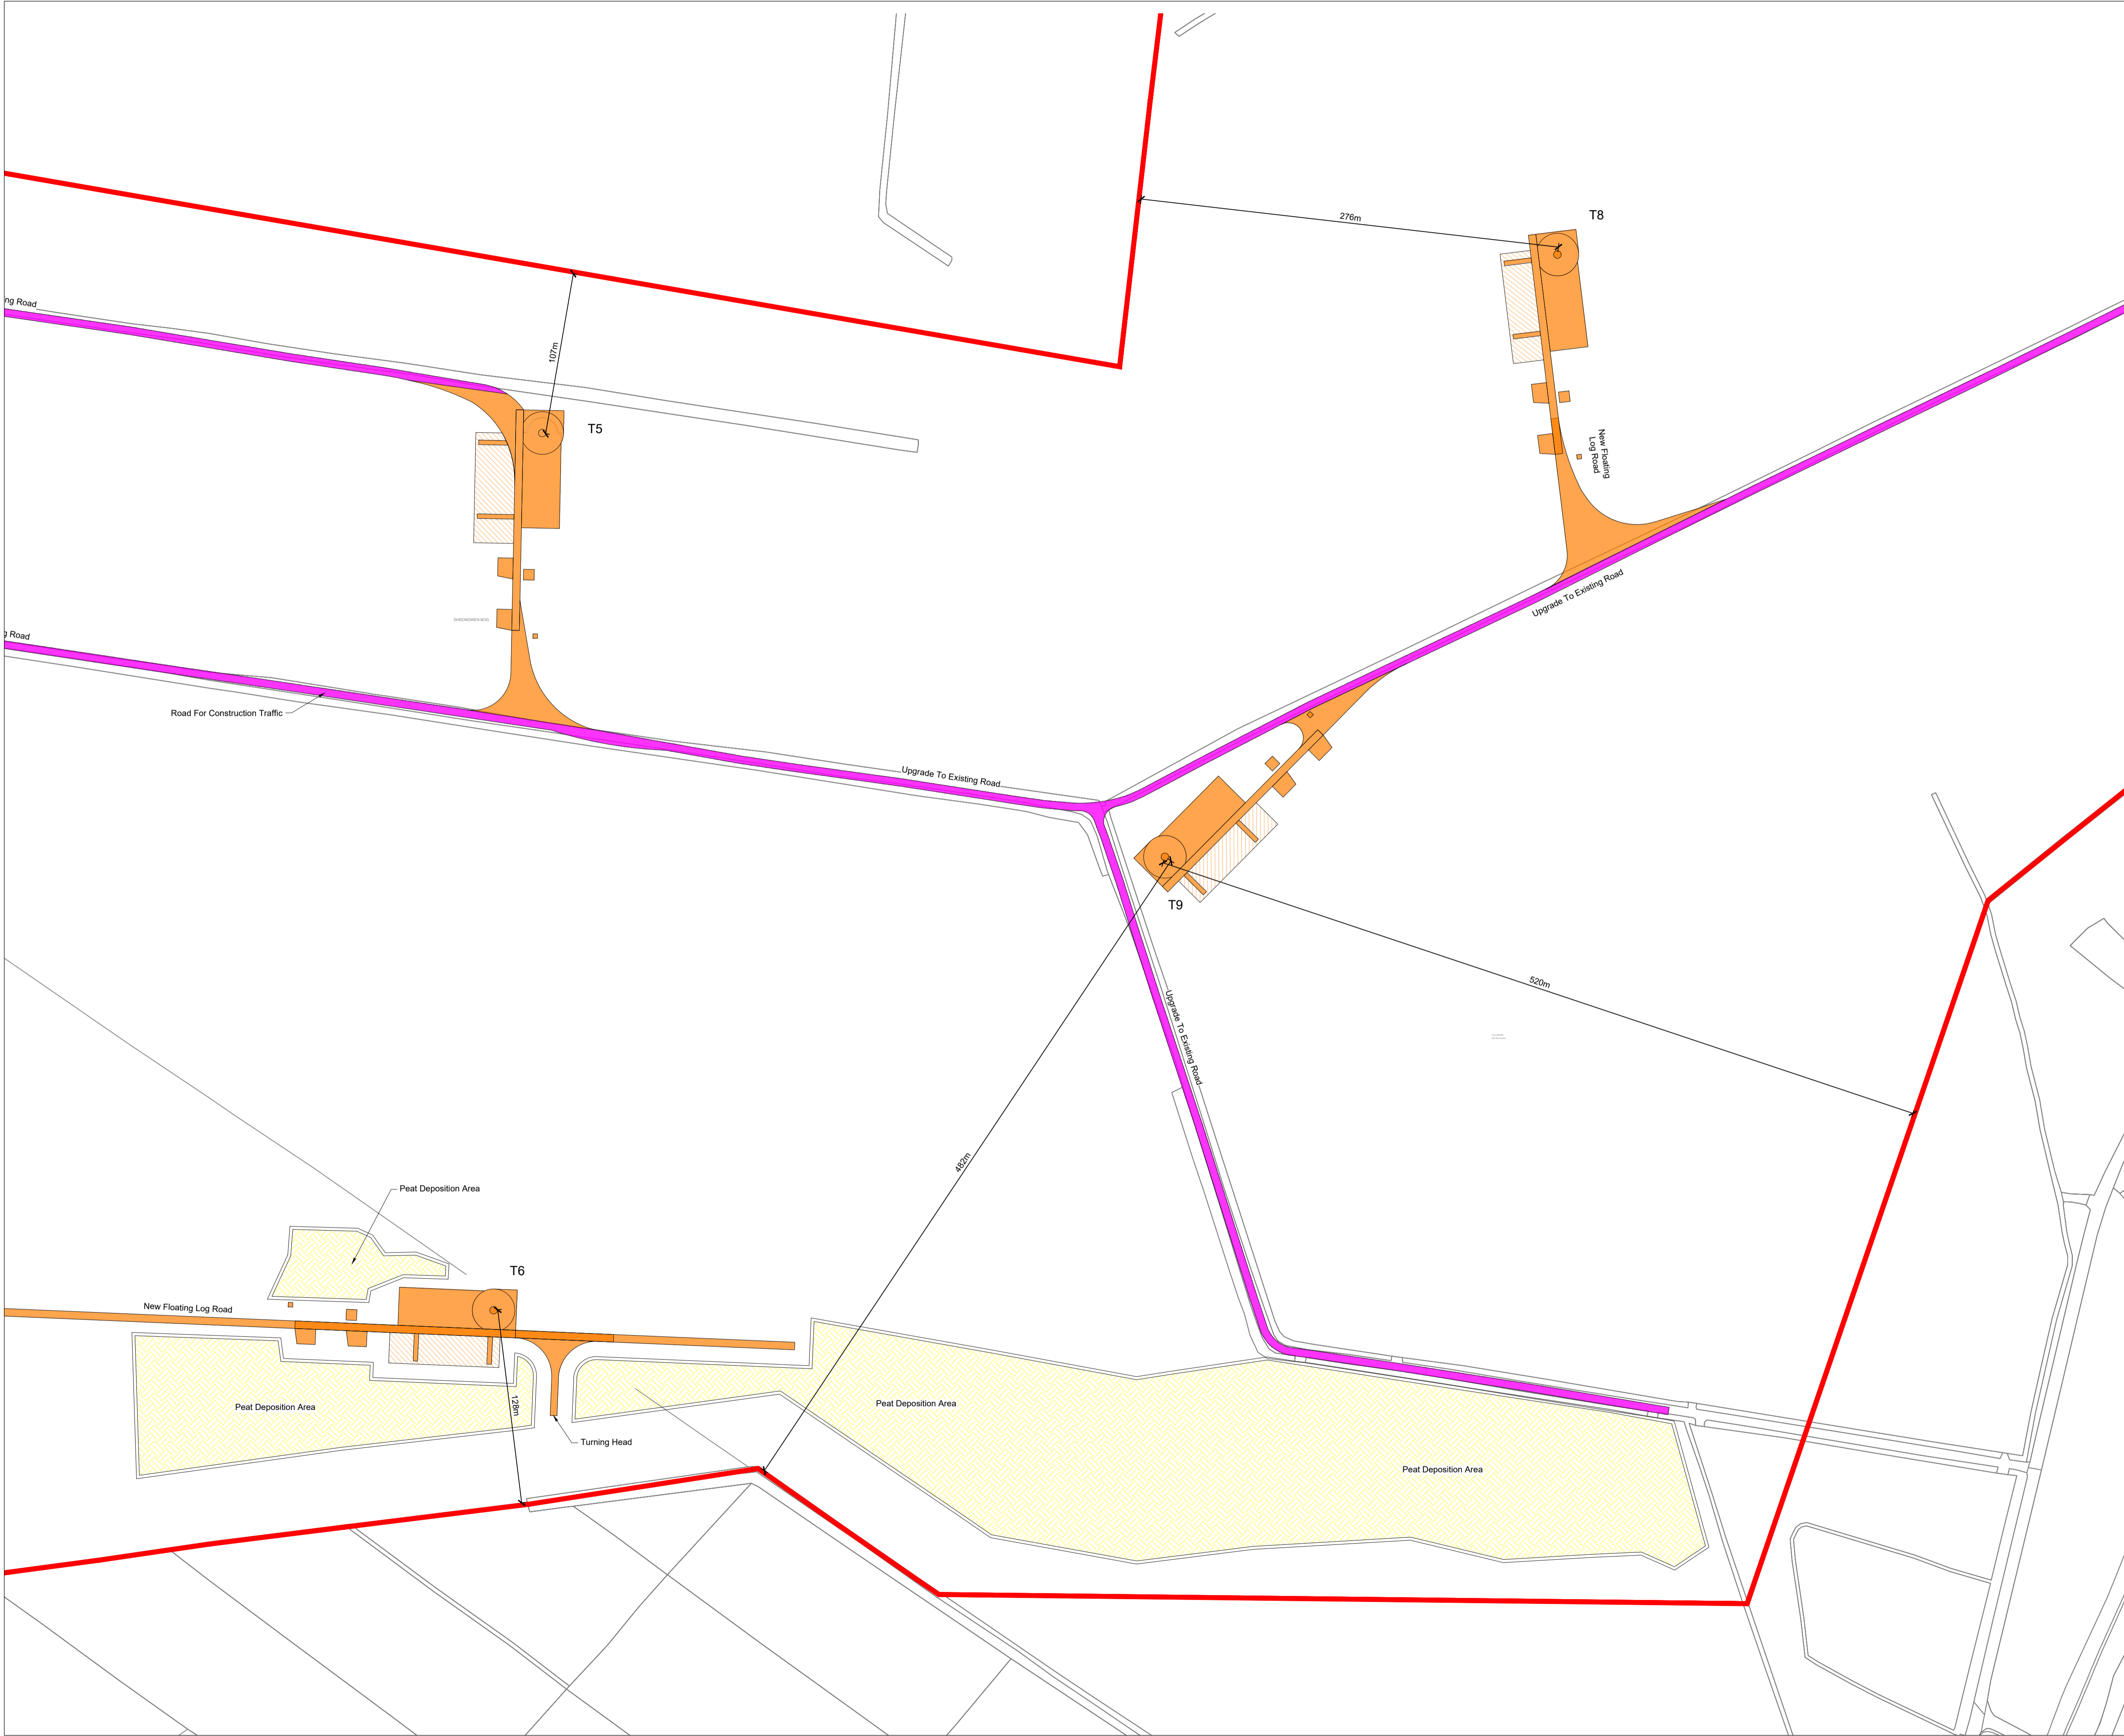 276m
T8
ng Road
107m
T5
New Floating
Log Road
Upgrade To Existing Road
g Road
Road For Construction Traffic
Upgrade To Existing Road
T9
520m
Upgrade To Existing Road
482m
Peat Deposition Area
T6
New Floating Log Road
128m
Peat Deposition Area
Peat Deposition Area
Turning Head
Peat Deposition Area